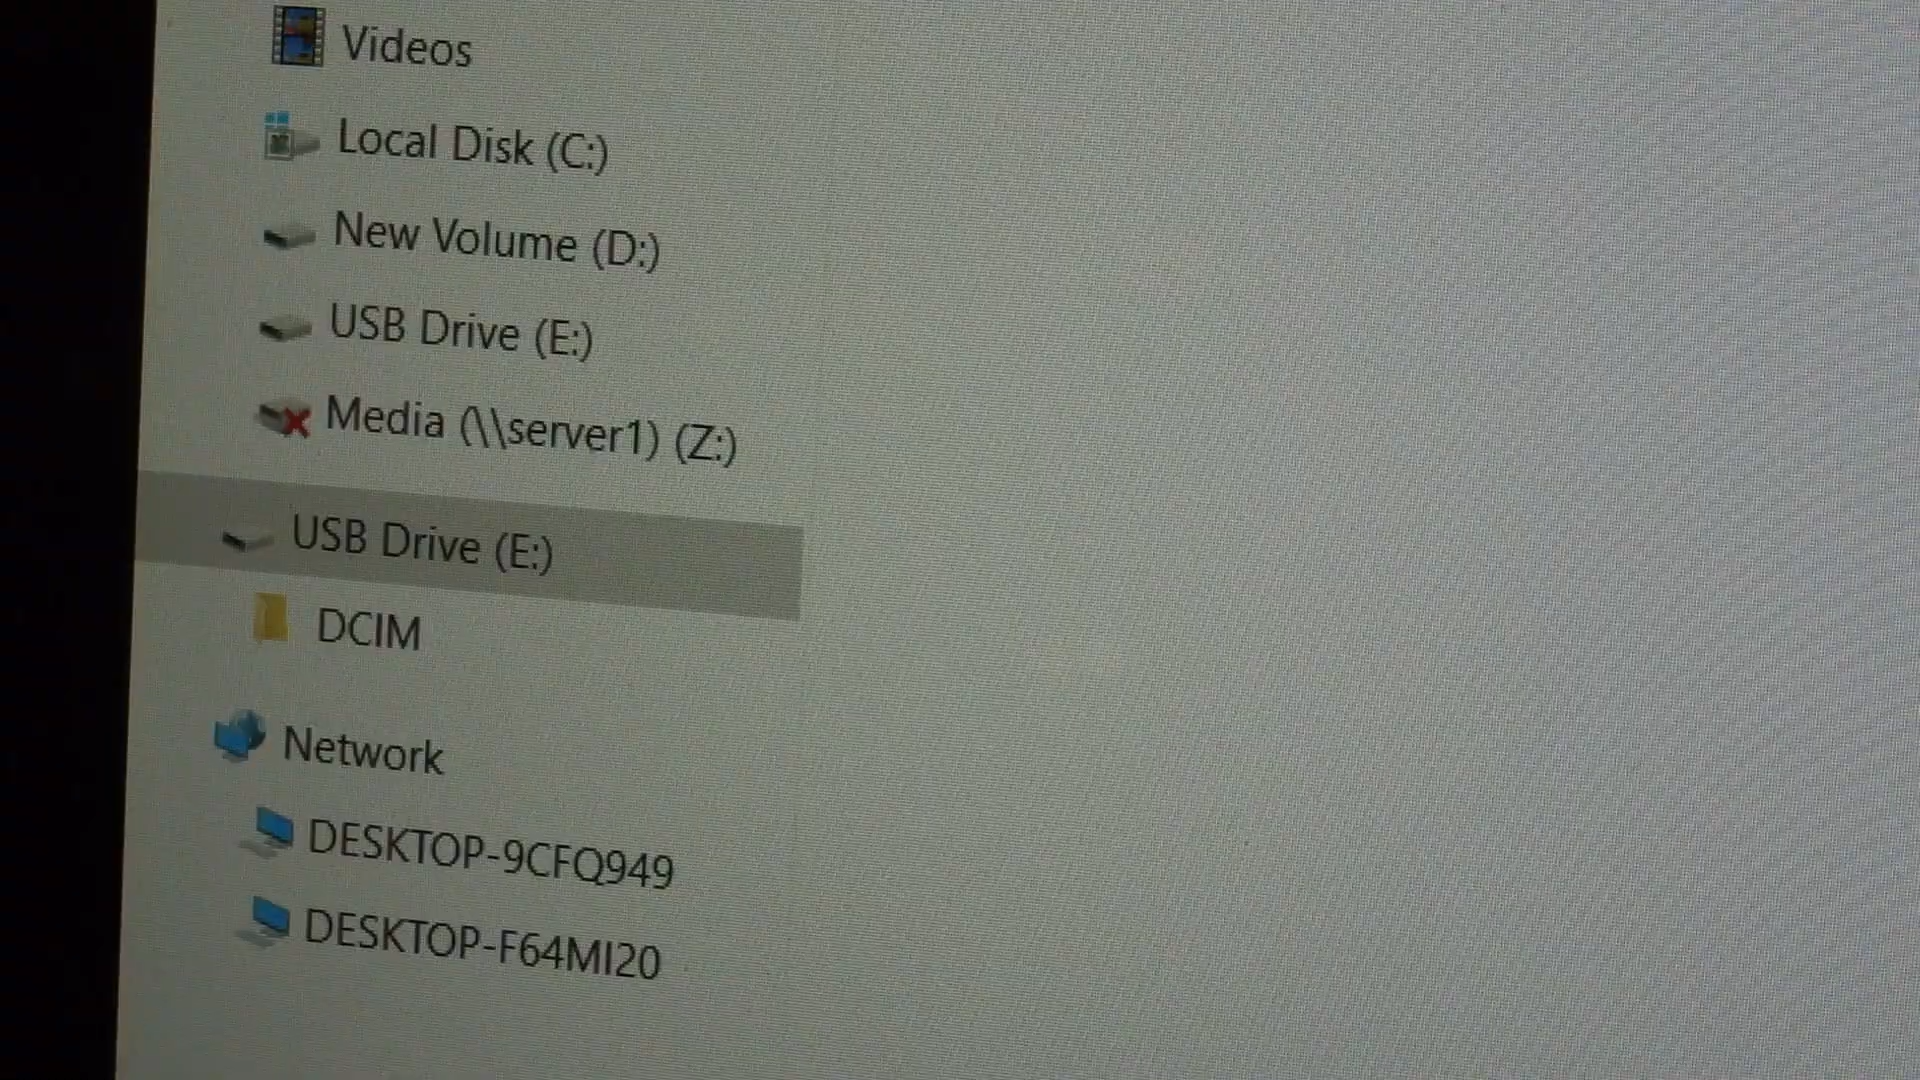 Videos
Local Disk (C:)
New Volume (D:)
USB Drive (E:)
Media (\\server1) (Z:)
USB Drive (E:)
DCIM
Network
DESKTOP-9CFQ949
DESKTOP-F64MI20